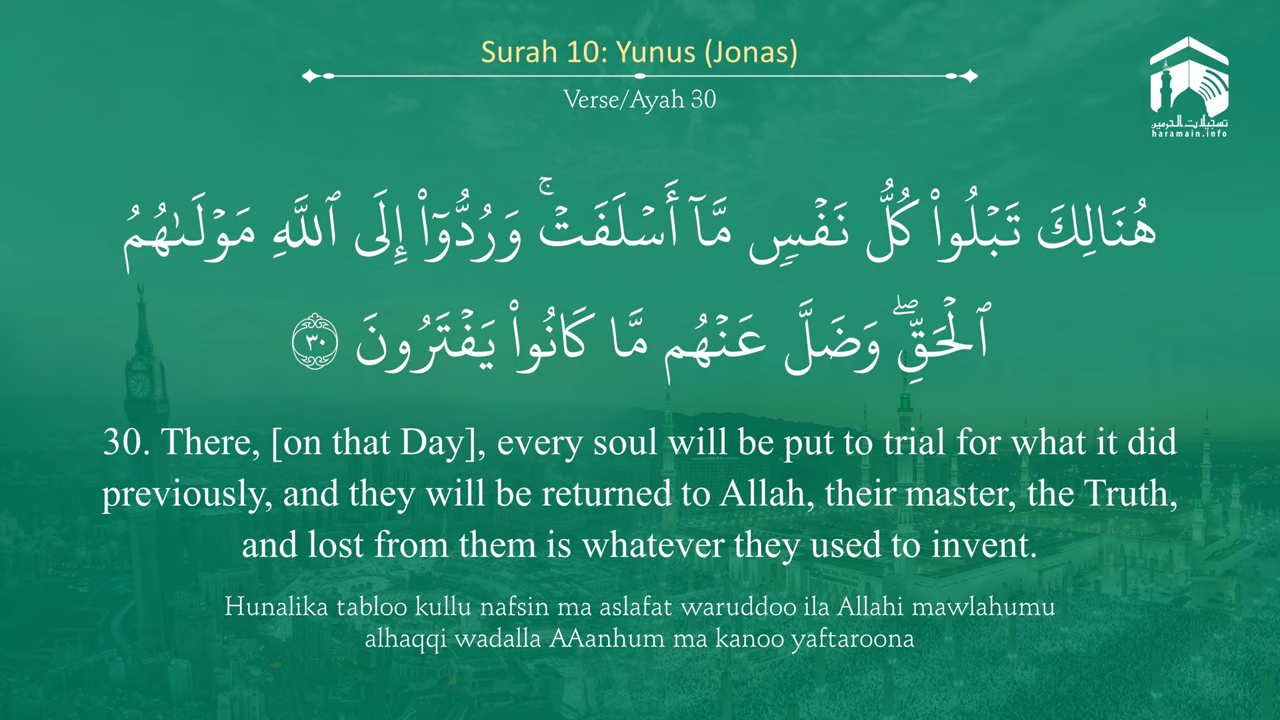 Surah 10: Yunus (Jonas)
Verse/Ayah 30
تسجيلات الحرمين
haramain.info
هُنَالِكَ تَبْلُوا۟ كُلُّ نَفْسٍ مَّآ أَسْلَفَتْ ۚ وَرُدُّوٓا۟ إِلَى ٱللَّهِ مَوْلَىٰهُمُ
ٱلْحَقِّ ۖ وَضَلَّ عَنْهُم مَّا كَانُوا۟ يَفْتَرُونَ ٣٠
30. There, [on that Day], every soul will be put to trial for what it did
previously, and they will be returned to Allah, their master, the Truth,
and lost from them is whatever they used to invent.
Hunalika tabloo kullu nafsin ma aslafat waruddoo ila Allahi mawlahumu
alhaqqi wadalla AAanhum ma kanoo yaftaroona